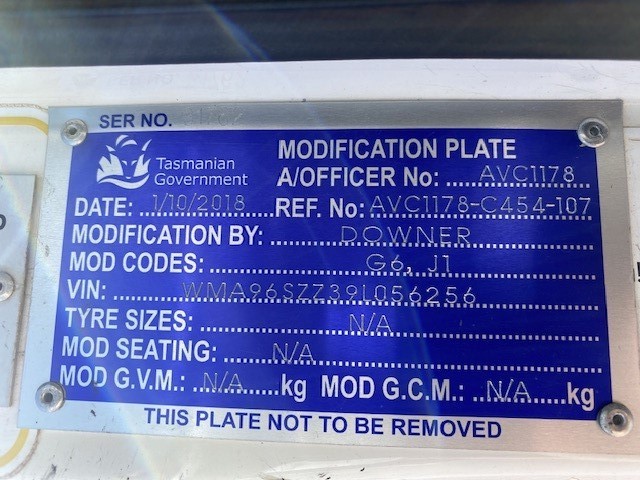 SER NO.
Tasmanian
Government
MODIFICATION PLATE
A/OFFICER No: AVC1178
DATE: 1/10/2018 REF. No: AVC1178-C454-107
MODIFICATION BY: DOWNER
MOD CODES: G6, J1
VIN: WMA96SZZ39L056256
TYRE SIZES: N/A
MOD SEATING: N/A
MOD G.V.M.: N/A kg MOD G.C.M.: N/A kg
THIS PLATE NOT TO BE REMOVED